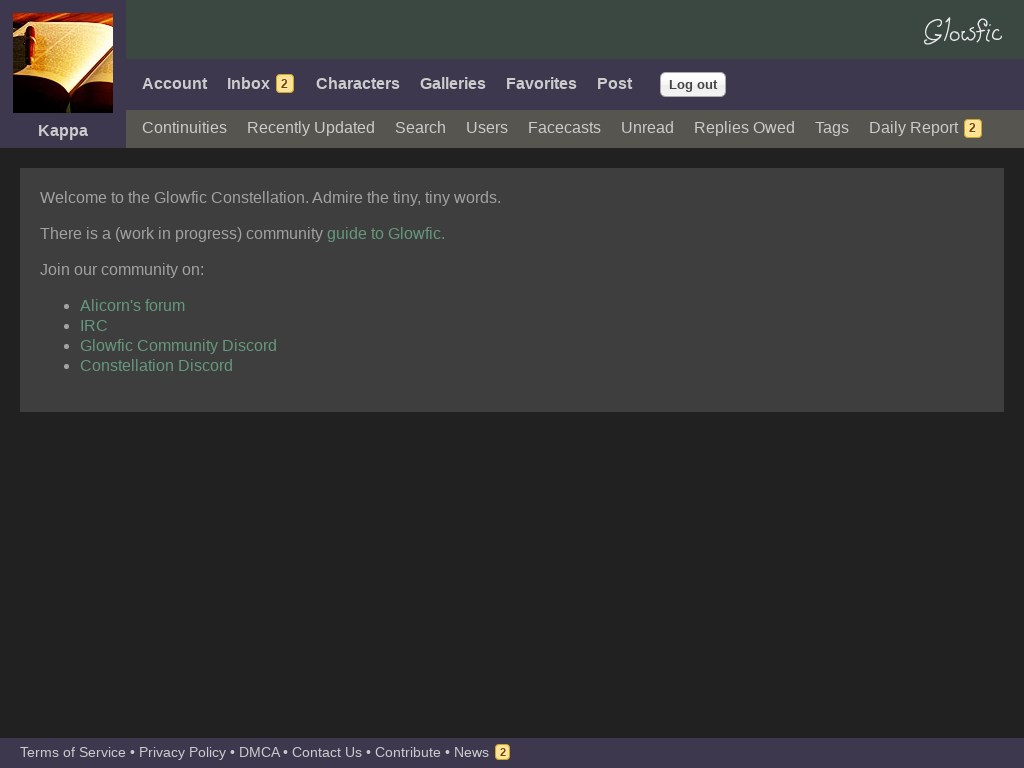 Glowfic
Account Inbox 2 Characters Galleries Favorites Post Log out
Kappa
Continuities Recently Updated Search Users Facecasts Unread Replies Owed Tags Daily Report 2
Welcome to the Glowfic Constellation. Admire the tiny, tiny words.
There is a (work in progress) community guide to Glowfic.
Join our community on:
• Alicorn's forum
• IRC
• Glowfic Community Discord
• Constellation Discord
Terms of Service • Privacy Policy • DMCA • Contact Us • Contribute • News 2